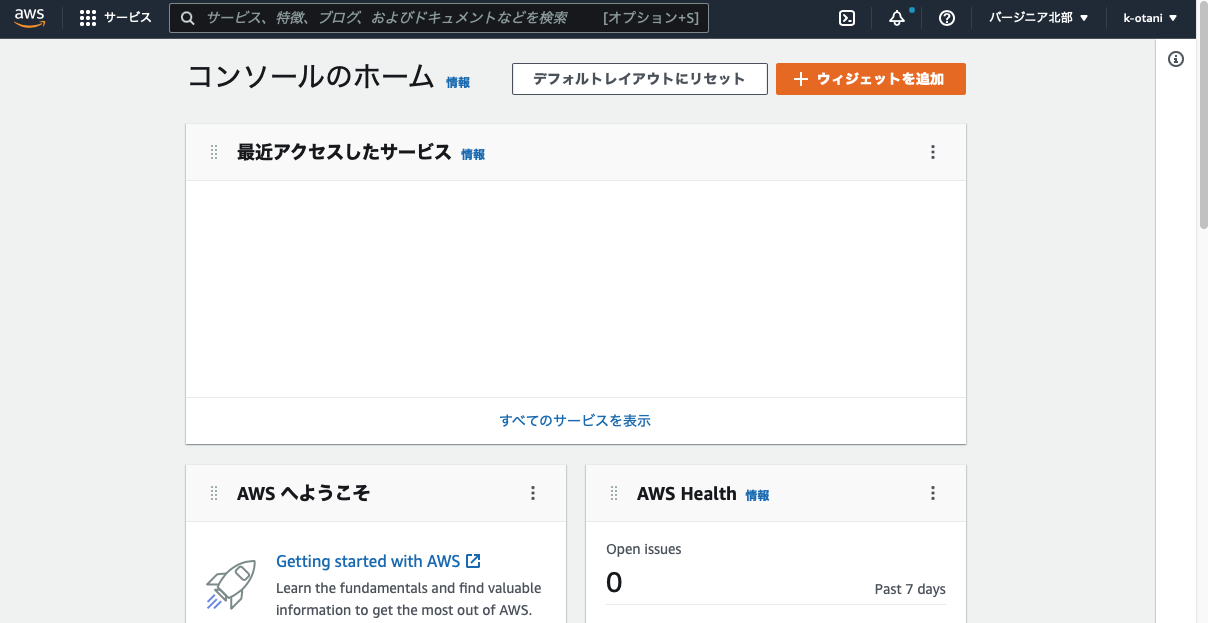 aws
サービス
サービス、特徴、ブログ、およびドキュメントなどを検索
[オプション+S]
バージニア北部 ▼
k-otani ▼
コンソールのホーム 情報
デフォルトレイアウトにリセット
+ ウィジェットを追加
最近アクセスしたサービス 情報
すべてのサービスを表示
AWS へようこそ
Getting started with AWS
Learn the fundamentals and find valuable
information to get the most out of AWS.
AWS Health 情報
Open issues
0
Past 7 days